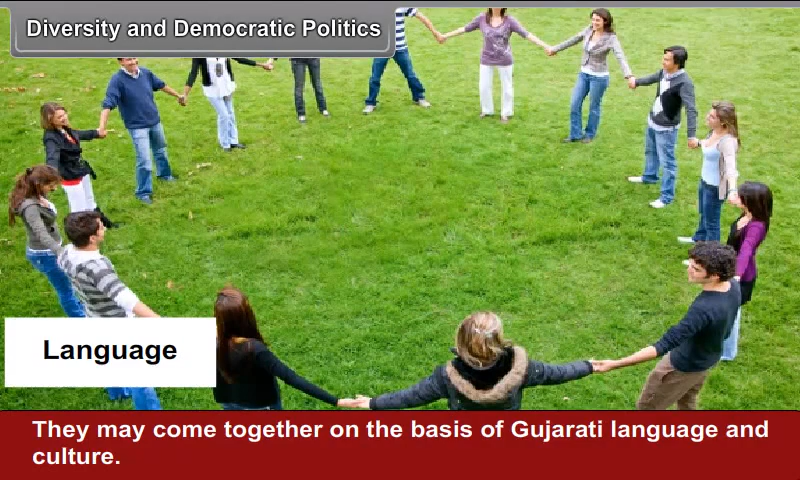 Diversity and Democratic Politics
Language
They may come together on the basis of Gujarati language and
culture.